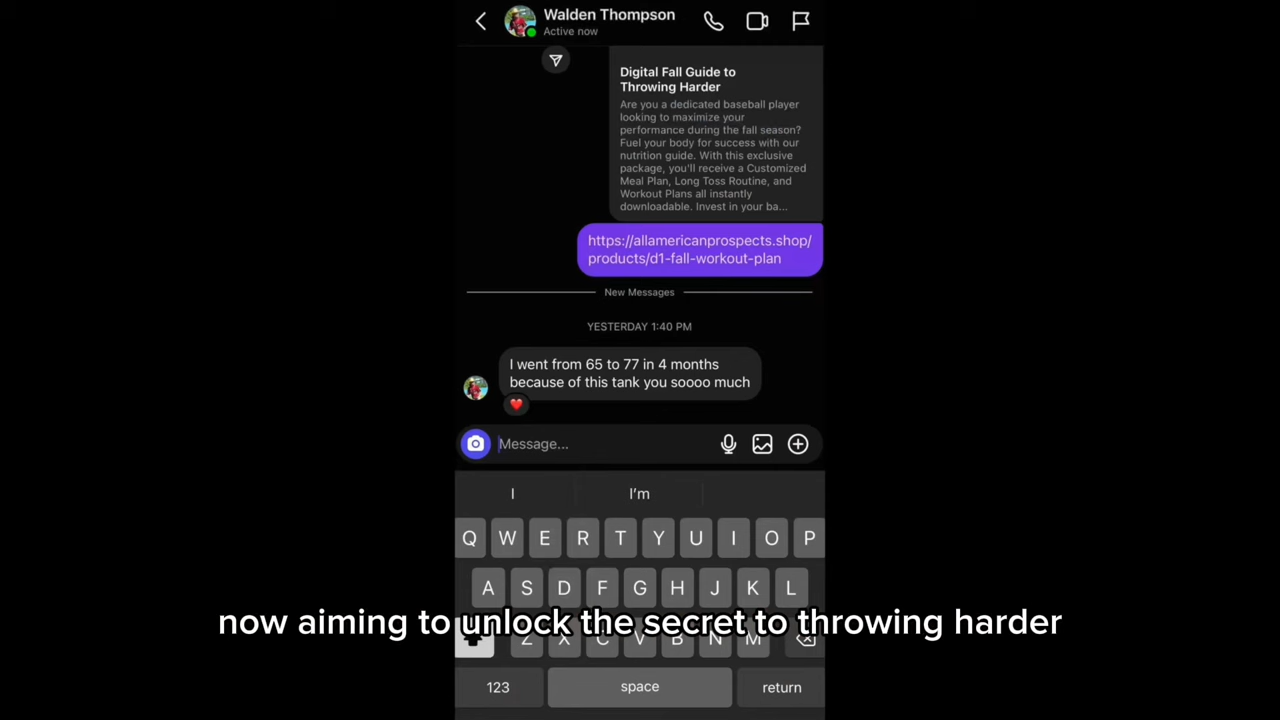 Walden Thompson
Active now
Digital Fall Guide to
Throwing Harder
Are you a dedicated baseball player
looking to maximize your
performance during the fall season?
Fuel your body for success with our
nutrition guide. With this exclusive
package, you'll receive a Customized
Meal Plan, Long Toss Routine, and
Workout Plans all instantly
downloadable. Invest in your ba...
https://allamericanprospects.shop/
products/d1-fall-workout-plan
New Messages
YESTERDAY 1:40 PM
I went from 65 to 77 in 4 months
because of this tank you soooo much
Message...
I I'm
Q W E R T Y U I O P
A S D F G H J K L
now aiming to unlock the secret to throwing harder
Z X C V B N M
123 space return